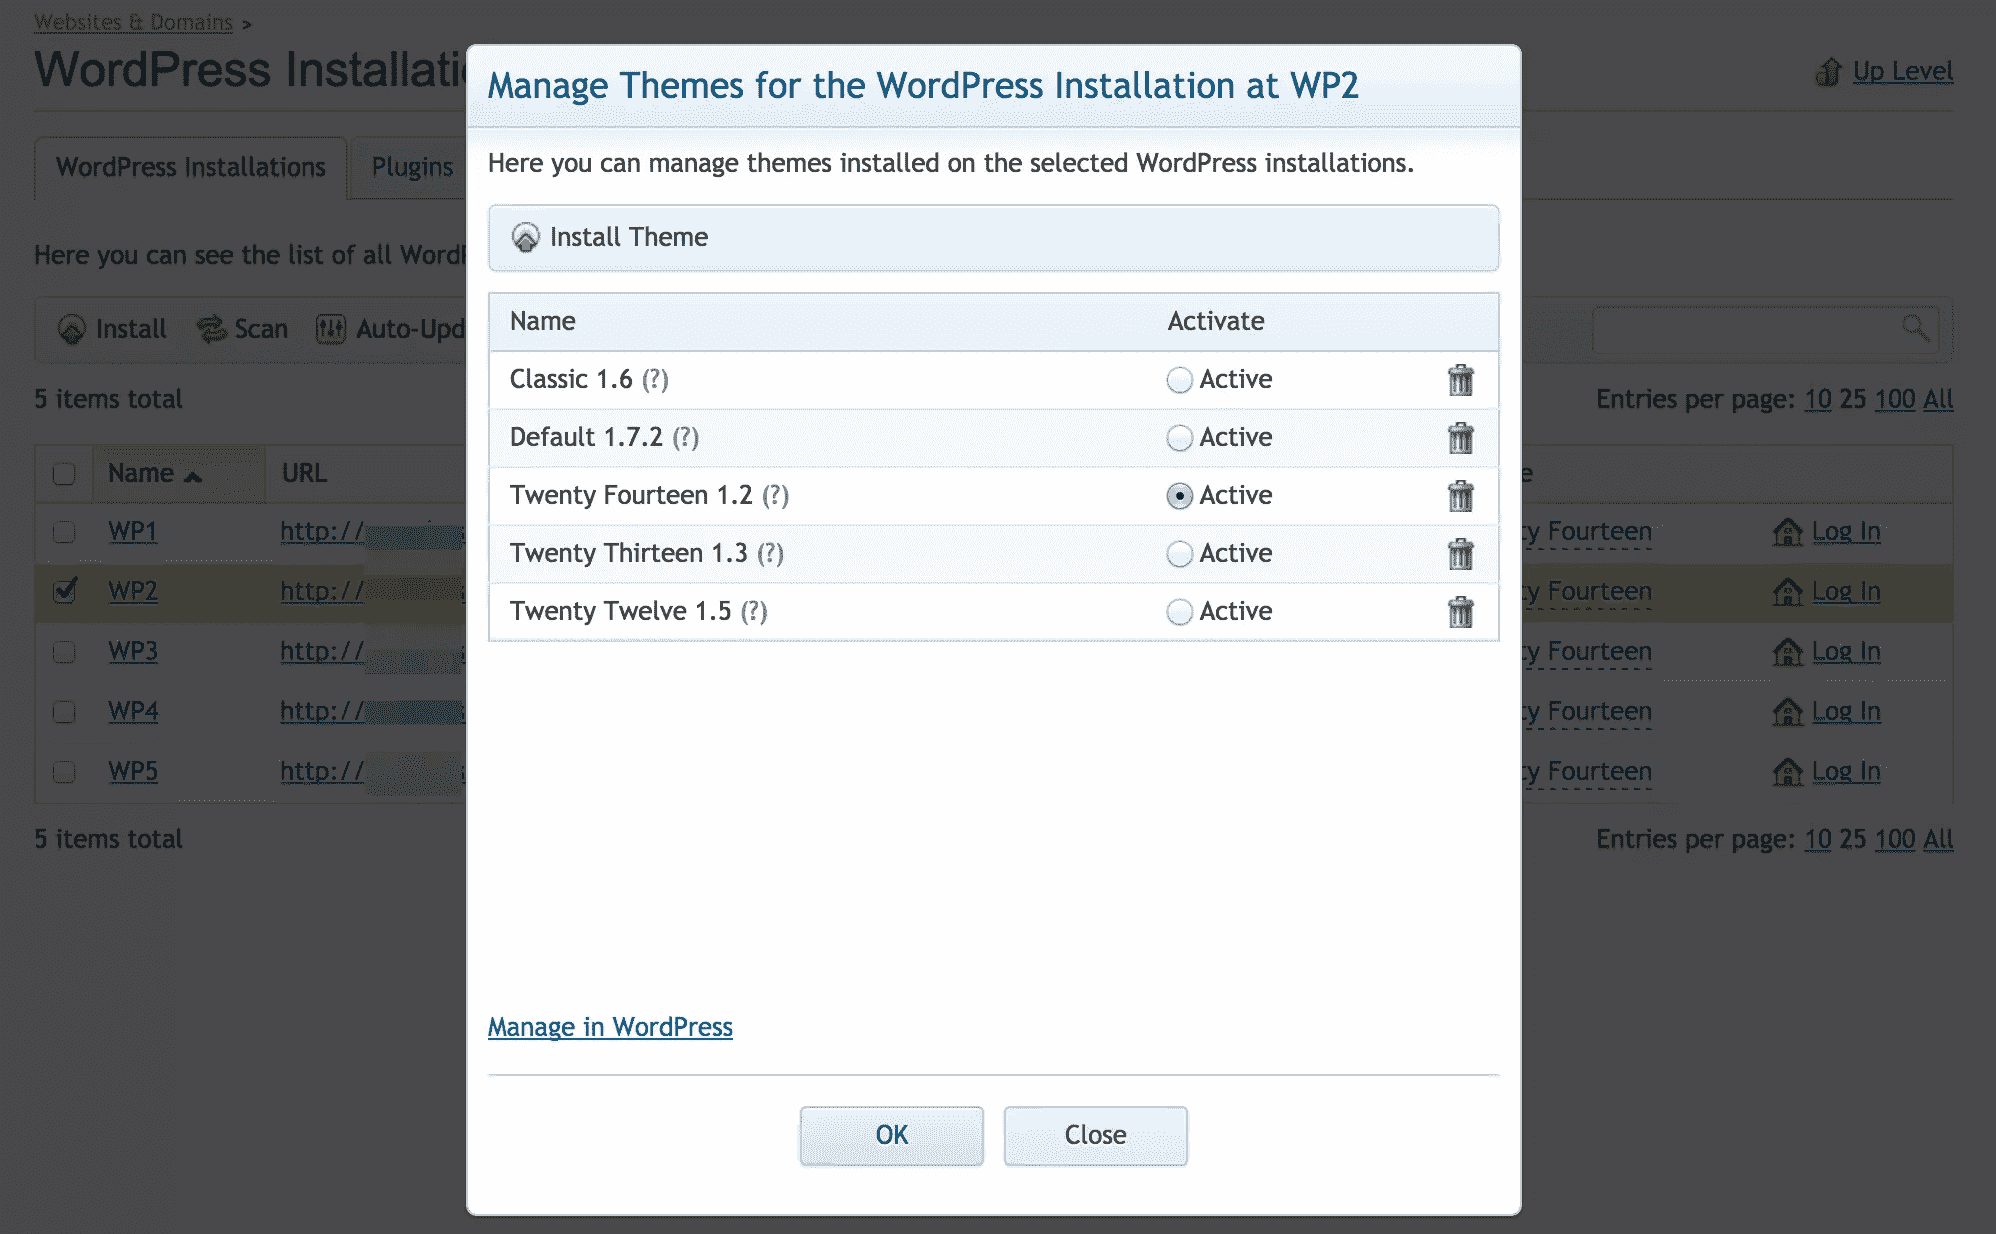 Websites & Domains >
WordPress Installati
Up Level
WordPress Installations Plugins
Here you can see the list of all Word
Install Scan Auto-Upd
5 items total
Entries per page: 10 25 100 All
Name URL
WP1 http:// y Fourteen Log In
WP2 http:// y Fourteen Log In
WP3 http:// y Fourteen Log In
WP4 http:// y Fourteen Log In
WP5 http:// y Fourteen Log In
5 items total
Entries per page: 10 25 100 All
Manage Themes for the WordPress Installation at WP2
Here you can manage themes installed on the selected WordPress installations.
Install Theme
Name Activate
Classic 1.6 (?) Active
Default 1.7.2 (?) Active
Twenty Fourteen 1.2 (?) Active
Twenty Thirteen 1.3 (?) Active
Twenty Twelve 1.5 (?) Active
Manage in WordPress
OK Close